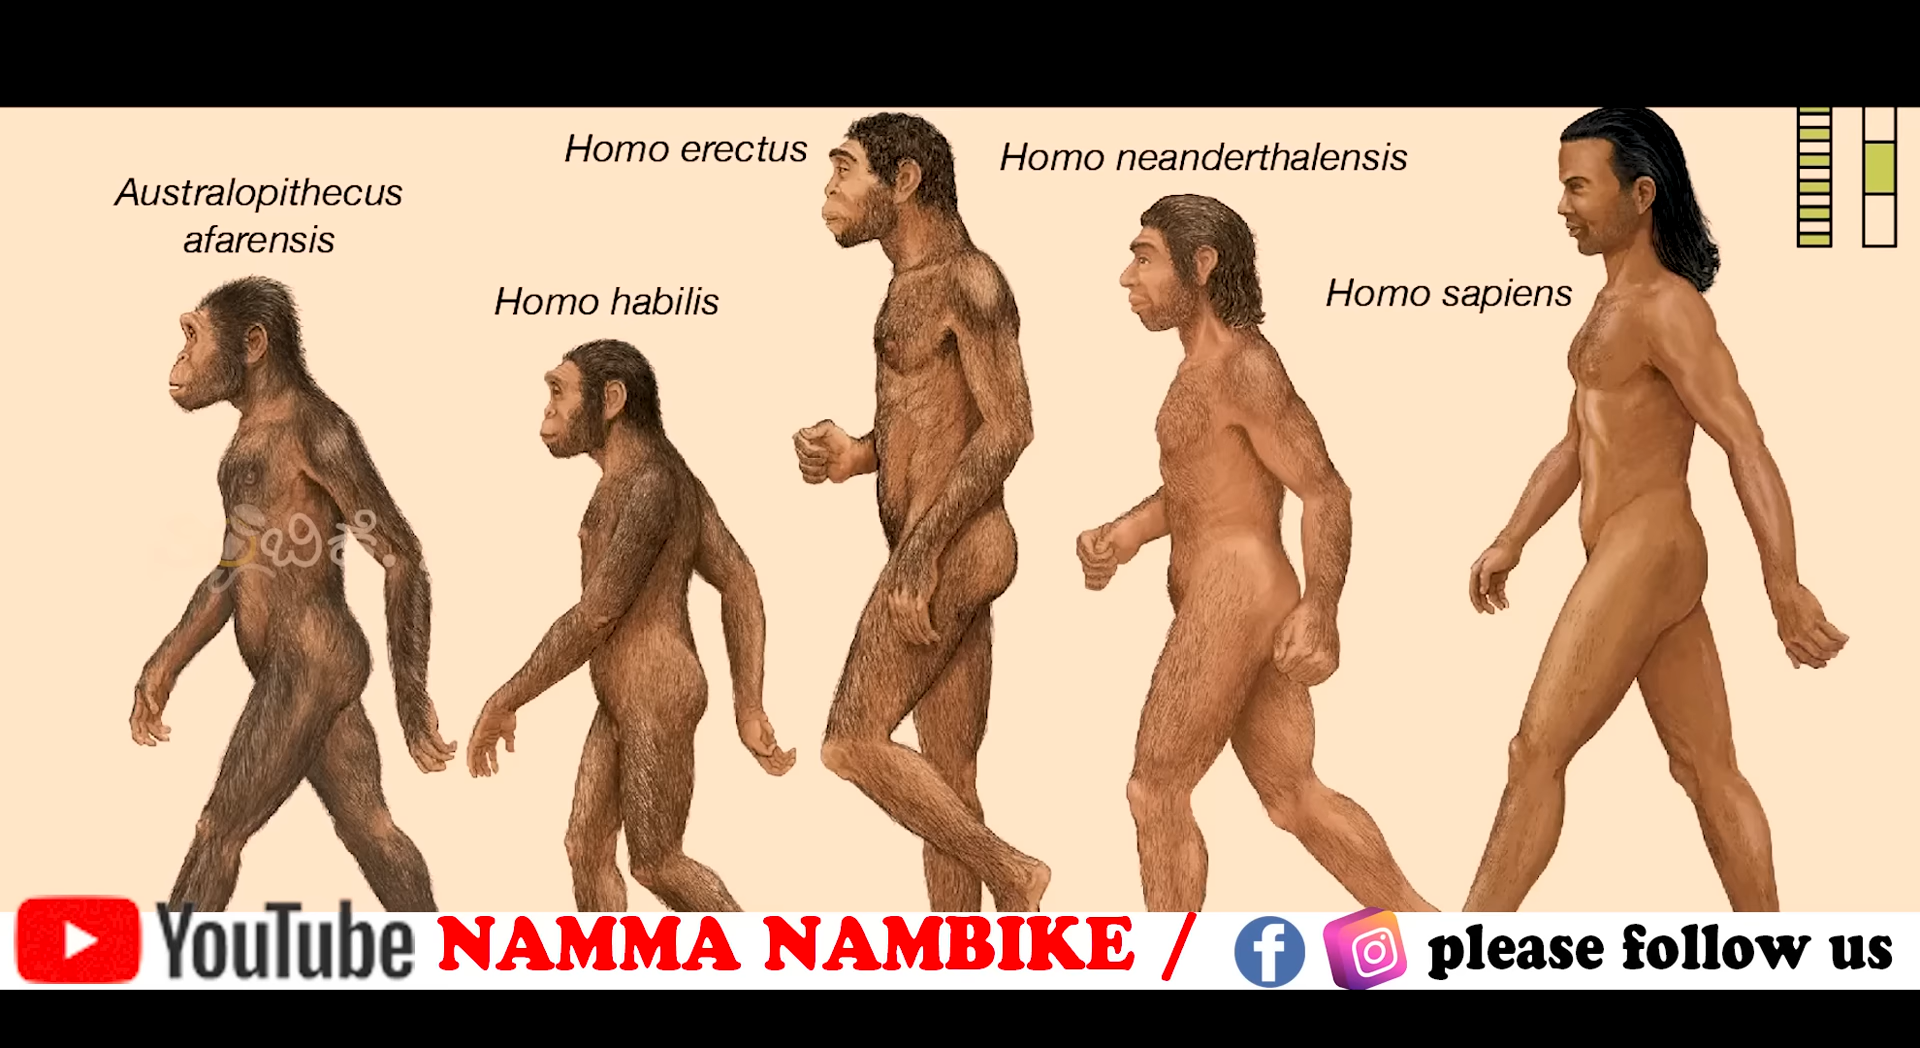 Homo erectus
Homo neanderthalensis
Australopithecus
afarensis
Homo habilis
Homo sapiens
YouTube NAMMA NAMBIKE / f please follow us